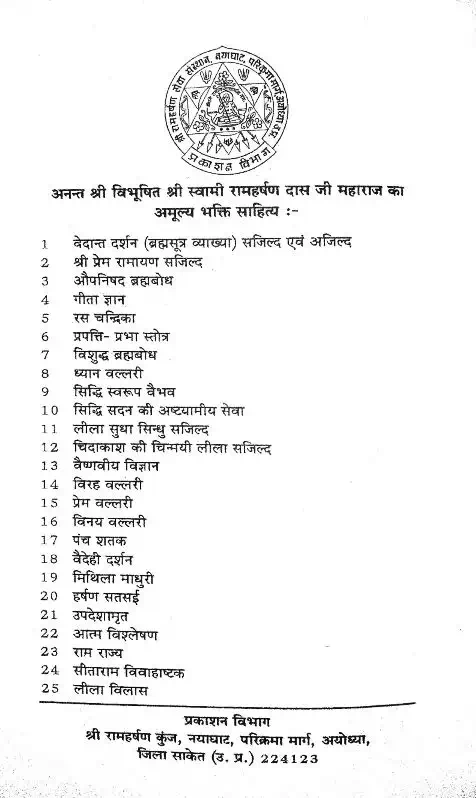 श्री रामहर्षण सेवा संस्थान, नयाघाट, परिक्रमा मार्ग, अयोध्या उ.प्र.
प्रकाशन विभाग
अनन्त श्री विभूषित श्री स्वामी रामहर्षण दास जी महाराज का
अमूल्य भक्ति साहित्य :-
1 वेदान्त दर्शन (ब्रह्मसूत्र व्याख्या) सजिल्द एवं अजिल्द
2 श्री प्रेम रामायण सजिल्द
3 औपनिषद ब्रह्मबोध
4 गीता ज्ञान
5 रस चन्द्रिका
6 प्रपत्ति- प्रभा स्तोत्र
7 विशुद्ध ब्रह्मबोध
8 ध्यान वल्लरी
9 सिद्धि स्वरूप वैभव
10 सिद्धि सदन की अष्टयामीय सेवा
11 लीला सुधा सिन्धु सजिल्द
12 चिदाकाश की चिन्मयी लीला सजिल्द
13 वैष्णवीय विज्ञान
14 विरह वल्लरी
15 प्रेम वल्लरी
16 विनय वल्लरी
17 पंच शतक
18 वैदेही दर्शन
19 मिथिला माधुरी
20 हर्षण सतसई
21 उपदेशामृत
22 आत्म विश्लेषण
23 राम राज्य
24 सीताराम विवाहाष्टक
25 लीला विलास
प्रकाशन विभाग
श्री रामहर्षण कुंज, नयाघाट, परिक्रमा मार्ग, अयोध्या,
जिला साकेत (उ. प्र.) 224123